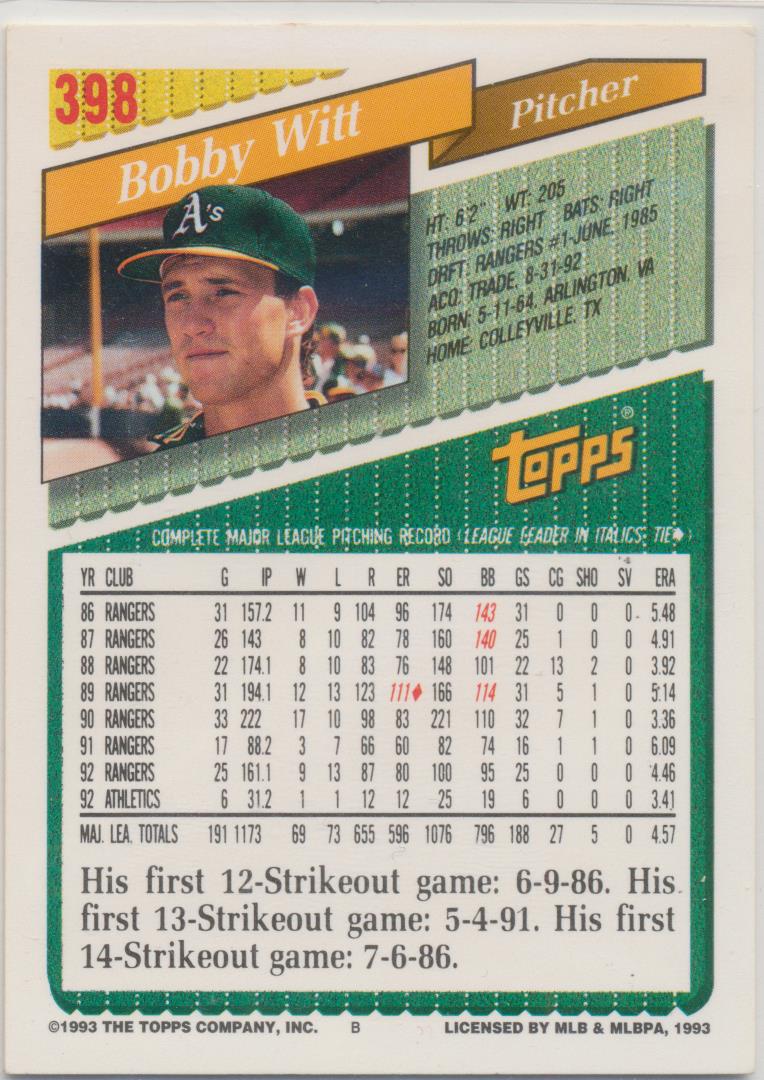 398
Bobby Witt
Pitcher
A's
HT: 6'2" WT: 205
THROWS: RIGHT BATS: RIGHT
DRFT: RANGERS #1-JUNE, 1985
ACQ: TRADE, 8-31-92
BORN: 5-11-64, ARLINGTON, VA
HOME: COLLEYVILLE, TX
TOPPS®
COMPLETE MAJOR LEAGUE PITCHING RECORD (LEAGUE LEADER IN ITALICS, TIE♦)
YR CLUB G IP W L R ER SO BB GS CG SHO SV ERA
86 RANGERS 31 157.2 11 9 104 96 174 143 31 0 0 0 5.48
87 RANGERS 26 143 8 10 82 78 160 140 25 1 0 0 4.91
88 RANGERS 22 174.1 8 10 83 76 148 101 22 13 2 0 3.92
89 RANGERS 31 194.1 12 13 123 111♦ 166 114 31 5 1 0 5.14
90 RANGERS 33 222 17 10 98 83 221 110 32 7 1 0 3.36
91 RANGERS 17 88.2 3 7 66 60 82 74 16 1 1 0 6.09
92 RANGERS 25 161.1 9 13 87 80 100 95 25 0 0 0 4.46
92 ATHLETICS 6 31.2 1 1 12 12 25 19 6 0 0 0 3.41
MAJ. LEA. TOTALS 191 1173 69 73 655 596 1076 796 188 27 5 0 4.57
His first 12-Strikeout game: 6-9-86. His
first 13-Strikeout game: 5-4-91. His first
14-Strikeout game: 7-6-86.
©1993 THE TOPPS COMPANY, INC. B LICENSED BY MLB & MLBPA, 1993